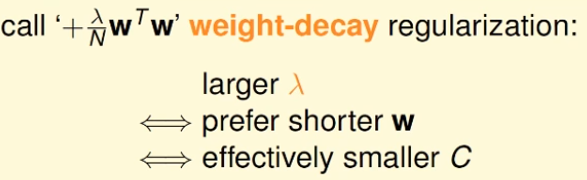 call ‘+λ/N wᵀw’ weight-decay regularization:
larger λ
⟺ prefer shorter w
⟺ effectively smaller C